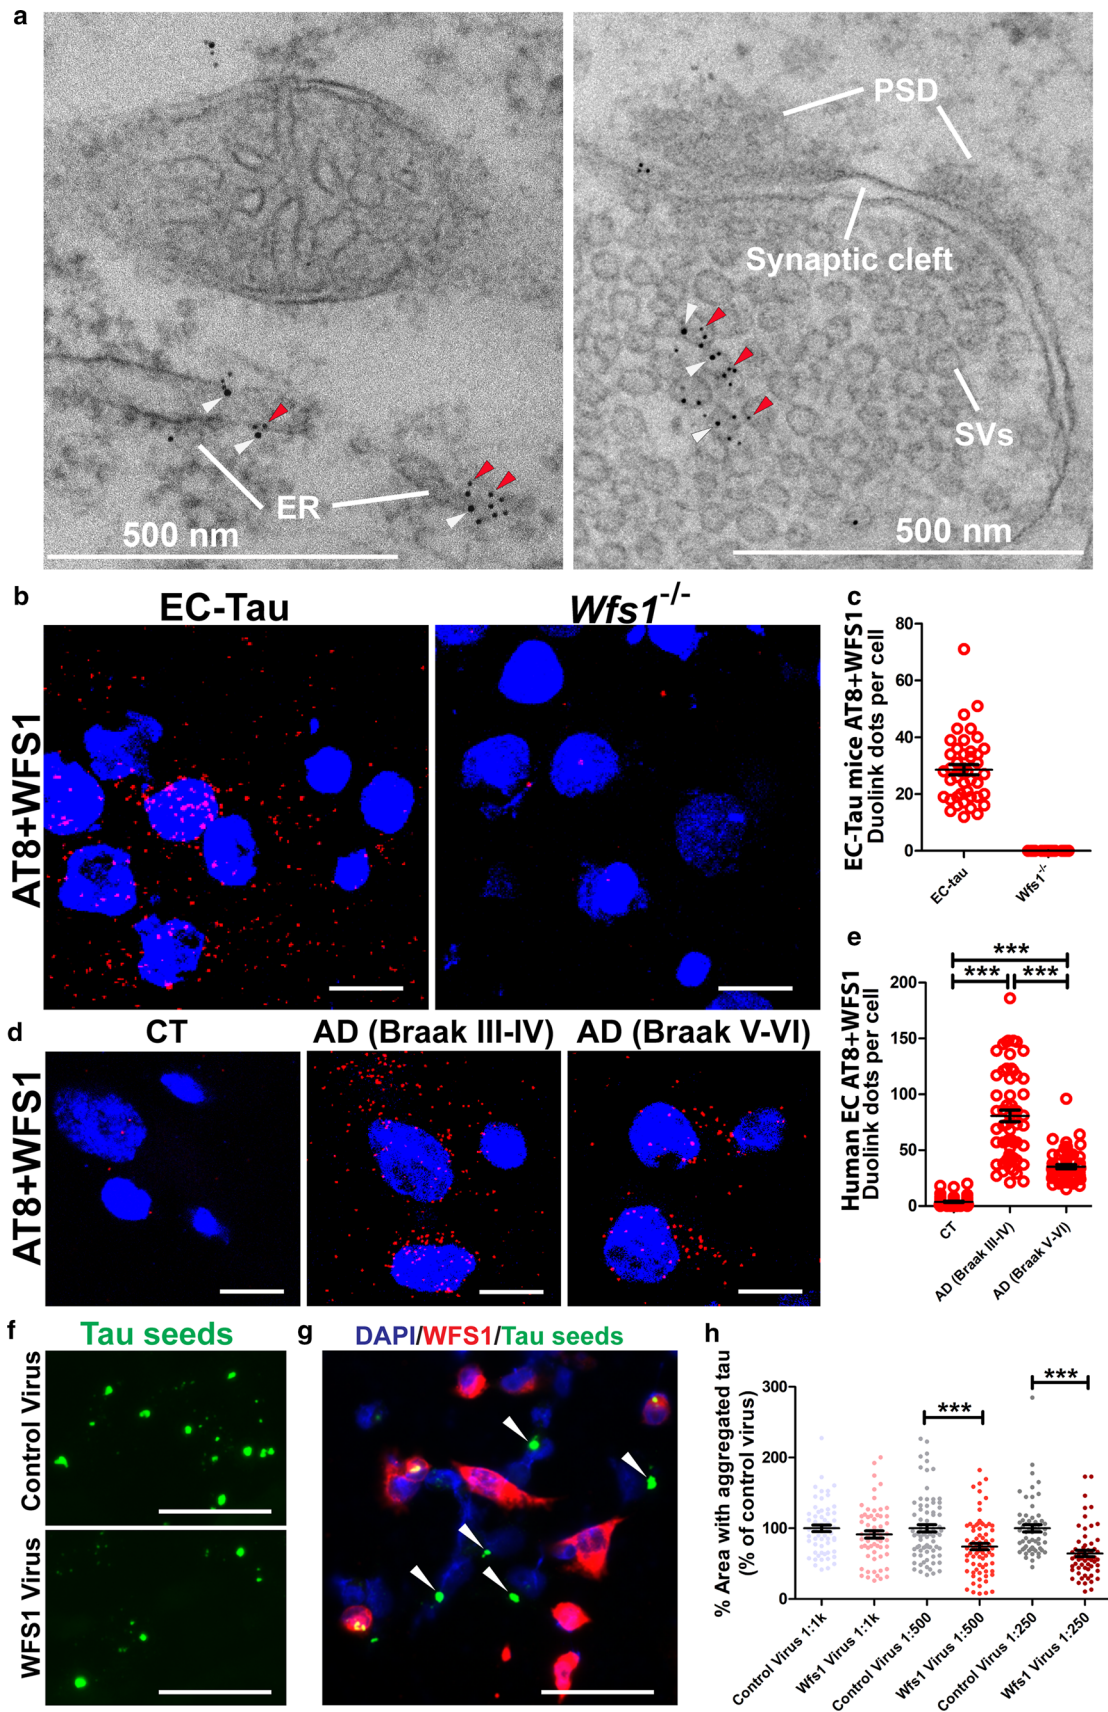 a
PSD
Synaptic cleft
SVs
ER
500 nm
500 nm
b
EC-Tau
Wfs1-/-
AT8+WFS1
c
EC-Tau mice AT8+WFS1
Duolink dots per cell
80
60
40
20
0
EC-tau
Wfs1-/-
d
CT
AD (Braak III-IV)
AD (Braak V-VI)
AT8+WFS1
e
Human EC AT8+WFS1
Duolink dots per cell
***
***
***
200
150
100
50
0
CT
AD (Braak III-IV)
AD (Braak V-VI)
f
Tau seeds
Control Virus
WFS1 Virus
g
DAPI/WFS1/Tau seeds
h
% Area with aggregated tau
(% of control virus)
***
***
300
200
100
0
Control Virus 1:1k
Wfs1 Virus 1:1k
Control Virus 1:500
Wfs1 Virus 1:500
Control Virus 1:250
Wfs1 Virus 1:250